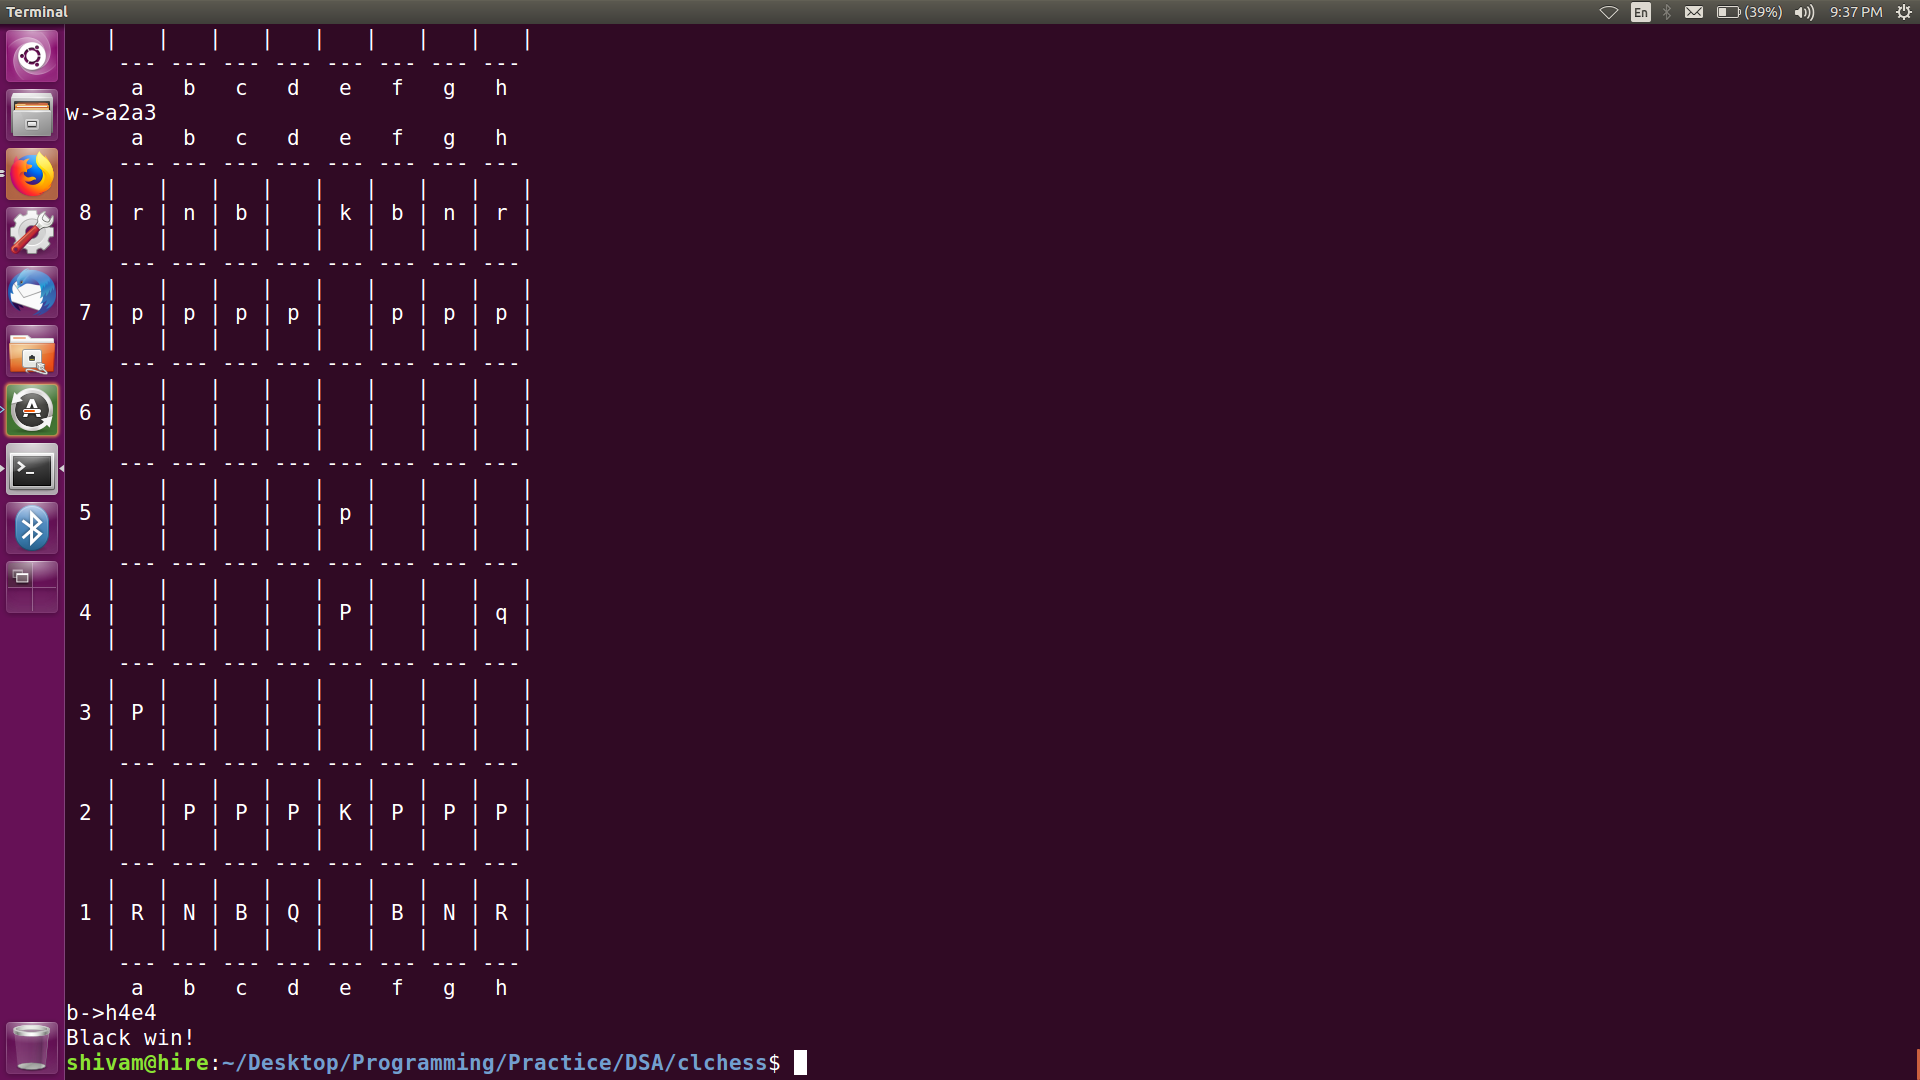 Terminal
En (39%) 9:37 PM
| | | | | | | | |
--- --- --- --- --- --- --- ---
a b c d e f g h
w->a2a3
a b c d e f g h
--- --- --- --- --- --- --- ---
| | | | | | | | |
8 | r | n | b | | k | b | n | r |
| | | | | | | | |
--- --- --- --- --- --- --- ---
| | | | | | | | |
7 | p | p | p | p | | p | p | p |
| | | | | | | | |
--- --- --- --- --- --- --- ---
| | | | | | | | |
6 | | | | | | | | |
| | | | | | | | |
--- --- --- --- --- --- --- ---
| | | | | | | | |
5 | | | | | p | | | |
| | | | | | | | |
--- --- --- --- --- --- --- ---
| | | | | | | | |
4 | | | | | P | | | q |
| | | | | | | | |
--- --- --- --- --- --- --- ---
| | | | | | | | |
3 | P | | | | | | | |
| | | | | | | | |
--- --- --- --- --- --- --- ---
| | | | | | | | |
2 | | P | P | P | K | P | P | P |
| | | | | | | | |
--- --- --- --- --- --- --- ---
| | | | | | | | |
1 | R | N | B | Q | | B | N | R |
| | | | | | | | |
--- --- --- --- --- --- --- ---
a b c d e f g h
b->h4e4
Black win!
shivam@hire:~/Desktop/Programming/Practice/DSA/clchess$